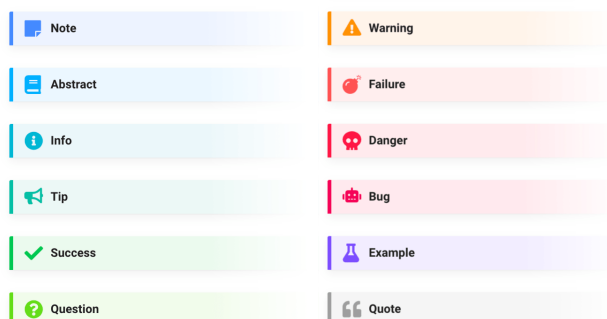 Note
Abstract
Info
Tip
Success
Question
Warning
Failure
Danger
Bug
Example
Quote